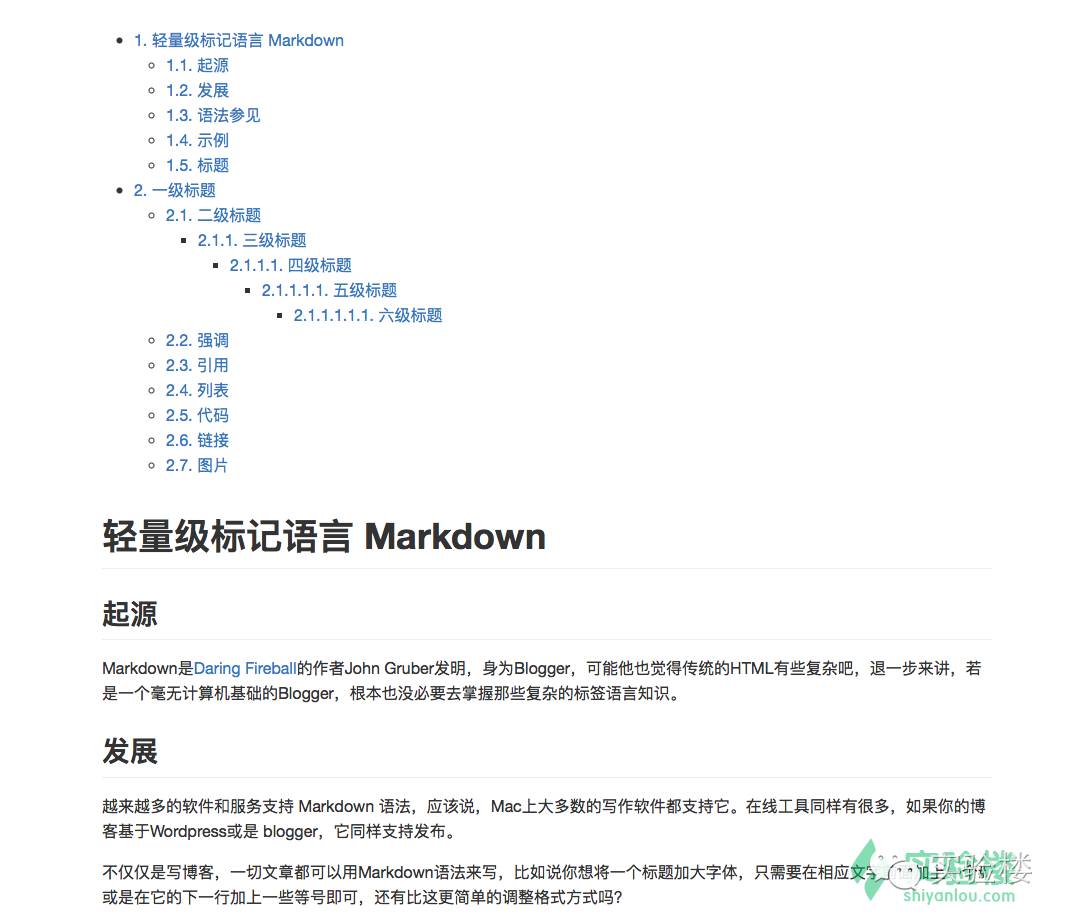 1. 轻量级标记语言 Markdown
1.1. 起源
1.2. 发展
1.3. 语法参见
1.4. 示例
1.5. 标题
2. 一级标题
2.1. 二级标题
2.1.1. 三级标题
2.1.1.1. 四级标题
2.1.1.1.1. 五级标题
2.1.1.1.1.1. 六级标题
2.2. 强调
2.3. 引用
2.4. 列表
2.5. 代码
2.6. 链接
2.7. 图片
轻量级标记语言 Markdown
起源
Markdown是Daring Fireball的作者John Gruber发明，身为Blogger，可能他也觉得传统的HTML有些复杂吧，退一步来讲，若
是一个毫无计算机基础的Blogger，根本也没必要去掌握那些复杂的标签语言知识。
发展
越来越多的软件和服务支持 Markdown 语法，应该说，Mac上大多数的写作软件都支持它。在线工具同样有很多，如果你的博
客基于Wordpress或是 blogger，它同样支持发布。
不仅仅是写博客，一切文章都可以用Markdown语法来写，比如说你想将一个标题加大字体，只需要在相应文字 加上
或是在它的下一行加上一些等号即可，还有比这更简单的调整格式方式吗?
实验楼
实验楼
shiyanlou.com